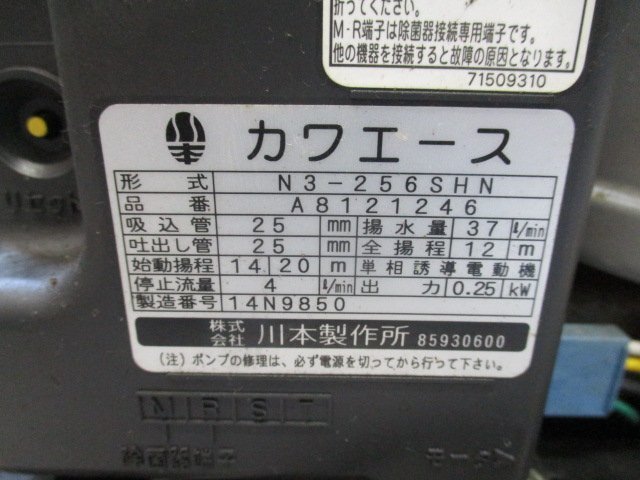 折ってください。
M-R端子は除菌器接続専用端子です。
他の機器を接続すると故障の原因となります。
71509310
カワエース
形式 N3-256SHN
品番 A8121246
吸込管 25 mm 揚水量 37 ℓ/min
吐出し管 25 mm 全揚程 12 m
始動揚程 14 20 m 単相誘導電動機
停止流量 4 ℓ/min 出力 0.25 kW
製造番号 14N9850
株式会社 川本製作所 85930600
(注) ポンプの修理は、必ず電源を切ってから行って下さい。
リセット
M R S T